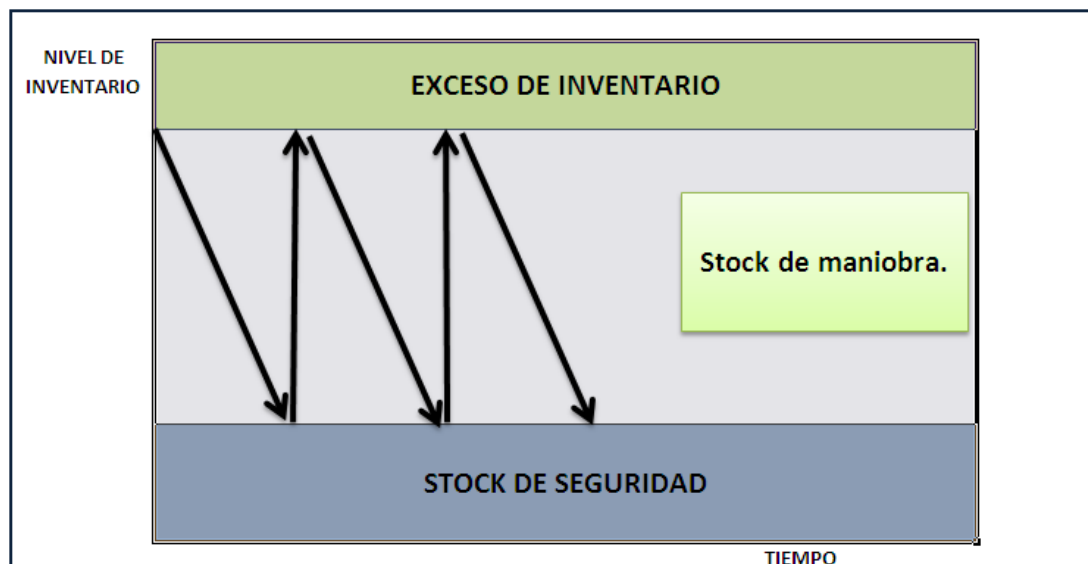 NIVEL DE
INVENTARIO
EXCESO DE INVENTARIO
Stock de maniobra.
STOCK DE SEGURIDAD
TIEMPO